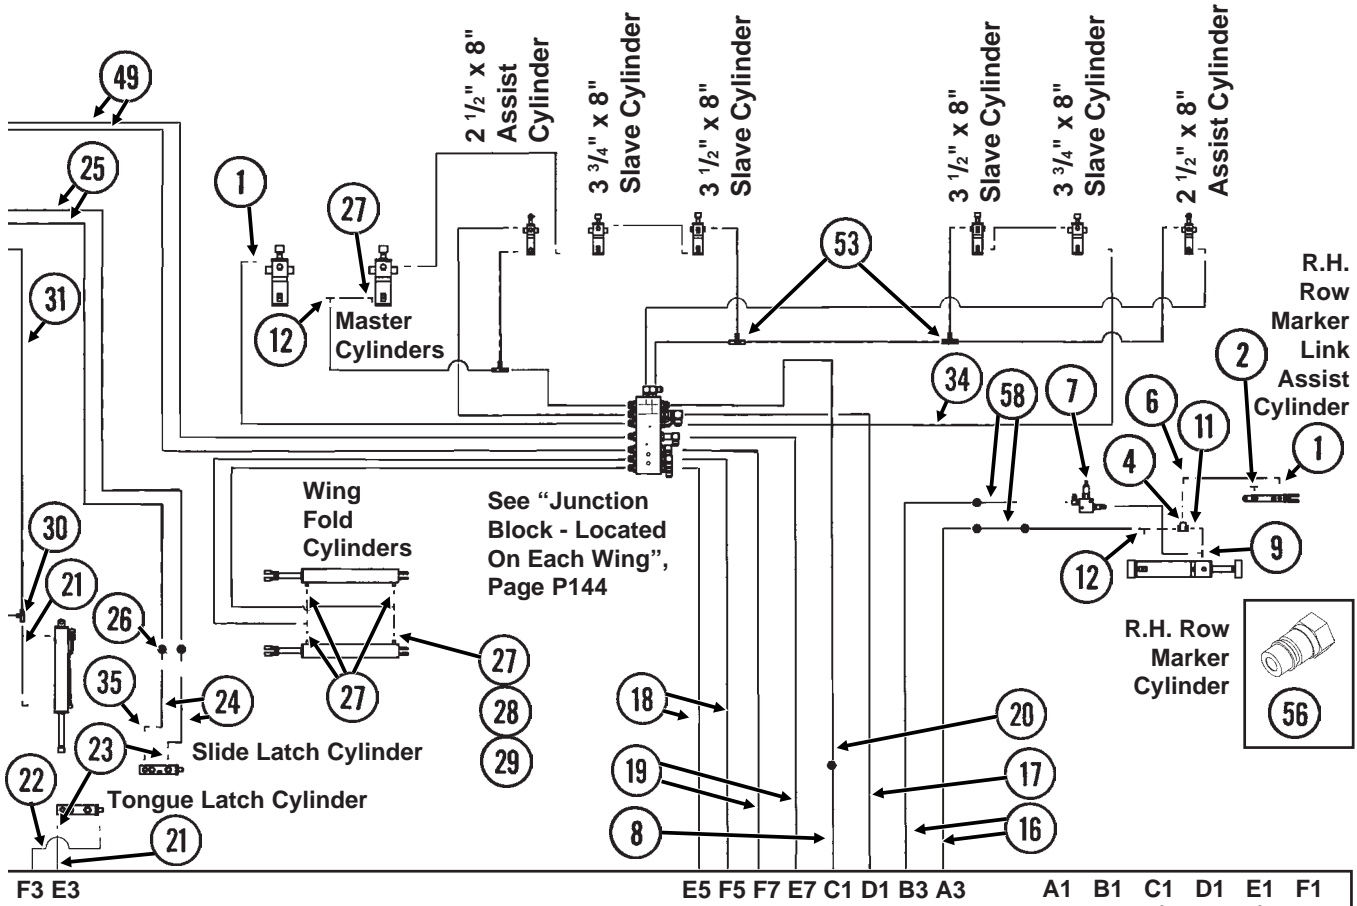 49
25
1
27
31
12
Master
Cylinders
2 1/2" x 8"
Assist
Cylinder
3 3/4" x 8"
Slave Cylinder
3 1/2" x 8"
Slave Cylinder
3 1/2" x 8"
Slave Cylinder
3 3/4" x 8"
Slave Cylinder
2 1/2" x 8"
Assist Cylinder
53
R.H.
Row
Marker
Link
Assist
Cylinder
34
58
7
6
2
11
4
1
12
9
R.H. Row
Marker
Cylinder
56
Wing
Fold
Cylinders
See “Junction
Block - Located
On Each Wing”,
Page P144
30
21
26
35
24
27
27
28
29
23
Slide Latch Cylinder
22
Tongue Latch Cylinder
21
18
19
8
20
17
16
F3 E3
E5 F5 F7 E7 C1 D1 B3 A3
A1 B1 C1 D1 E1 F1